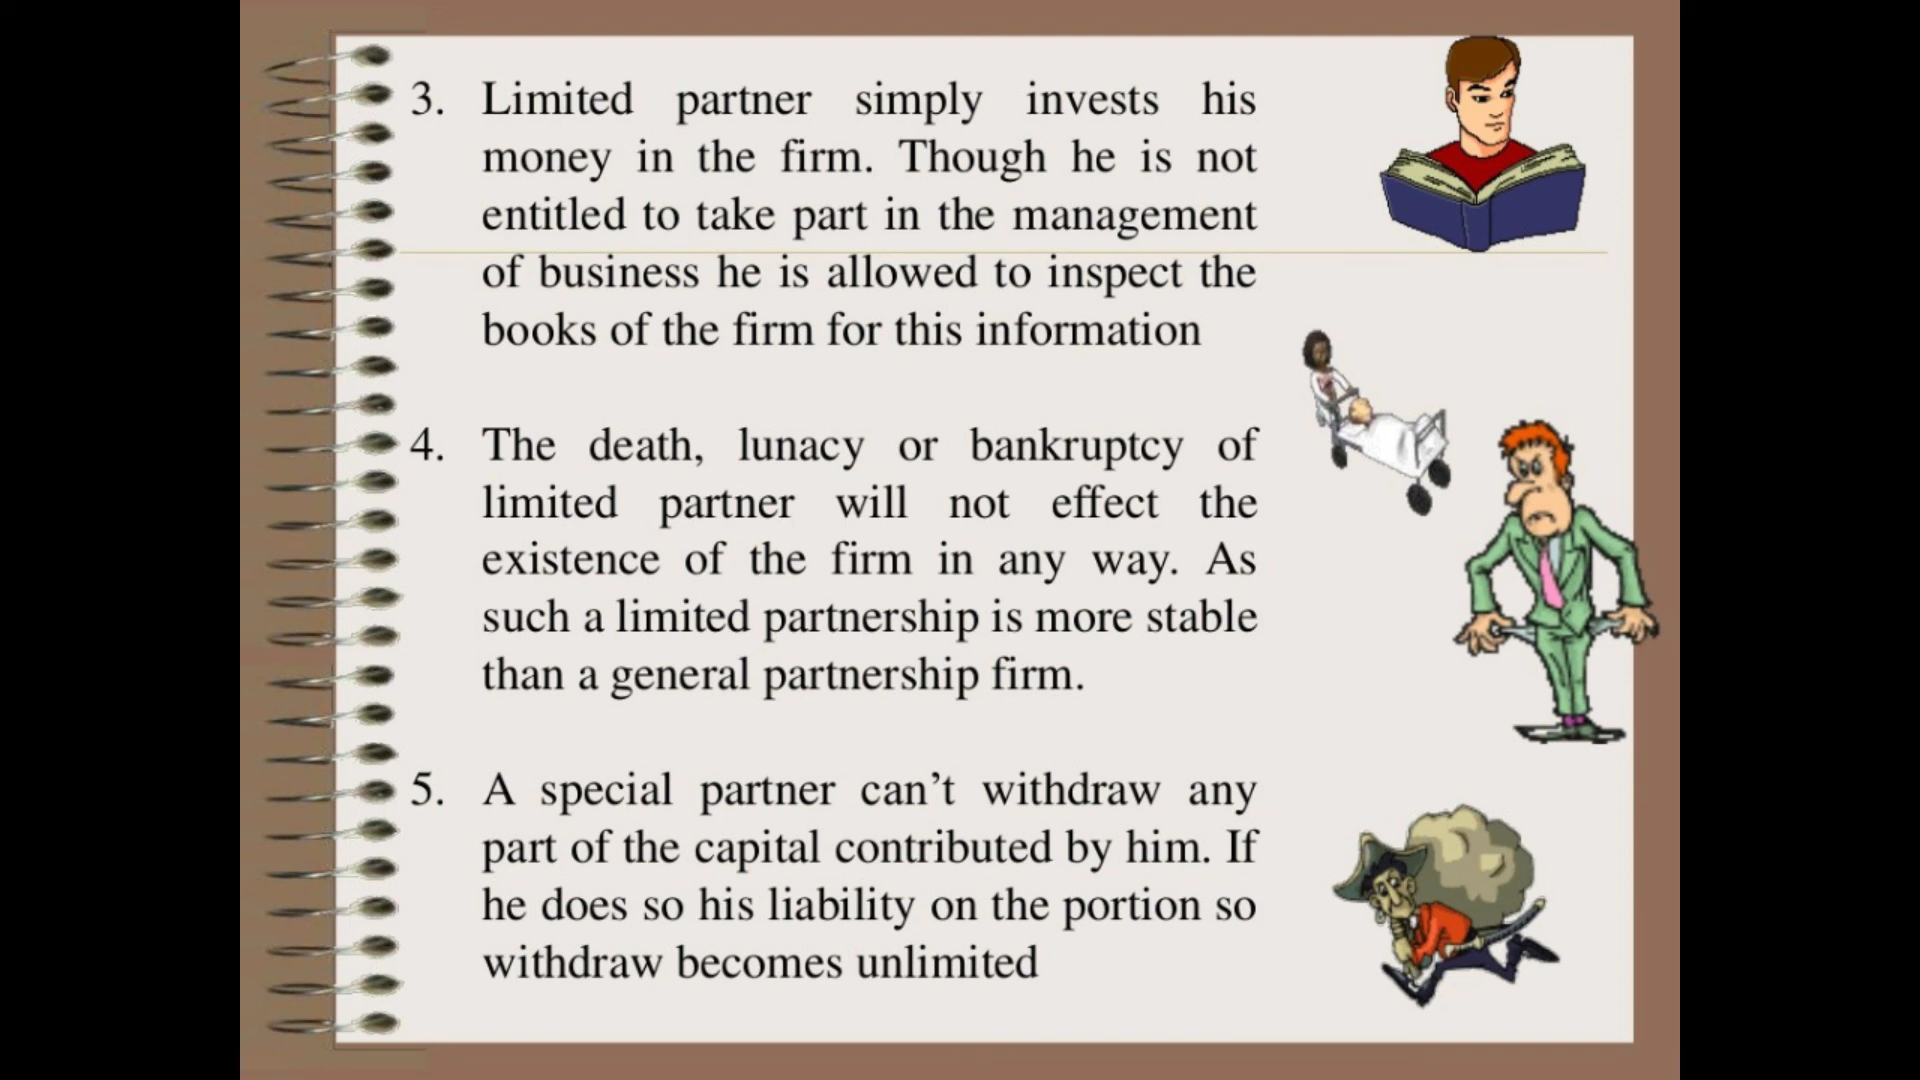 3. Limited partner simply invests his
money in the firm. Though he is not
entitled to take part in the management
of business he is allowed to inspect the
books of the firm for this information
4. The death, lunacy or bankruptcy of
limited partner will not effect the
existence of the firm in any way. As
such a limited partnership is more stable
than a general partnership firm.
5. A special partner can’t withdraw any
part of the capital contributed by him. If
he does so his liability on the portion so
withdraw becomes unlimited